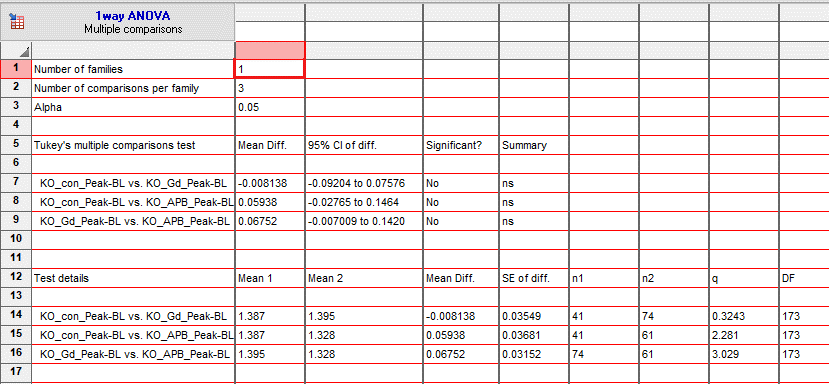 1way ANOVA
Multiple comparisons
1 Number of families 1
2 Number of comparisons per family 3
3 Alpha 0.05
4
5 Tukey's multiple comparisons test Mean Diff. 95% CI of diff. Significant? Summary
6
7 KO_con_Peak-BL vs. KO_Gd_Peak-BL -0.008138 -0.09204 to 0.07576 No ns
8 KO_con_Peak-BL vs. KO_APB_Peak-BL 0.05938 -0.02765 to 0.1464 No ns
9 KO_Gd_Peak-BL vs. KO_APB_Peak-BL 0.06752 -0.007009 to 0.1420 No ns
10
11
12 Test details Mean 1 Mean 2 Mean Diff. SE of diff. n1 n2 q DF
13
14 KO_con_Peak-BL vs. KO_Gd_Peak-BL 1.387 1.395 -0.008138 0.03549 41 74 0.3243 173
15 KO_con_Peak-BL vs. KO_APB_Peak-BL 1.387 1.328 0.05938 0.03681 41 61 2.281 173
16 KO_Gd_Peak-BL vs. KO_APB_Peak-BL 1.395 1.328 0.06752 0.03152 74 61 3.029 173
17